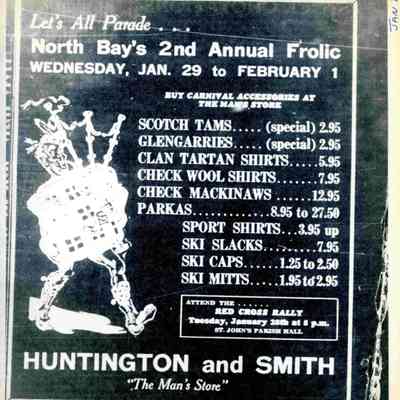 Let's All Parade . . .
North Bay's 2nd Annual Frolic
WEDNESDAY, JAN. 29 to FEBRUARY 1
BUY CARNIVAL ACCESSORIES AT
THE MAN'S STORE
SCOTCH TAMS..... (special) 2.95
GLENGARRIES..... (special) 2.95
CLAN TARTAN SHIRTS..... 5.95
CHECK WOOL SHIRTS....... 7.95
CHECK MACKINAWS ...... 12.95
PARKAS............ 8.95 to 27.50
SPORT SHIRTS...3.95 up
SKI SLACKS........7.95
SKI CAPS......1.25 to 2.50
SKI MITTS.....1.95 to 2.95
ATTEND THE . . . . . .
RED CROSS RALLY
Tuesday, January 28th at 8 p.m.
ST. JOHN'S PARISH HALL
HUNTINGTON and SMITH
"The Man's Store"
JAN